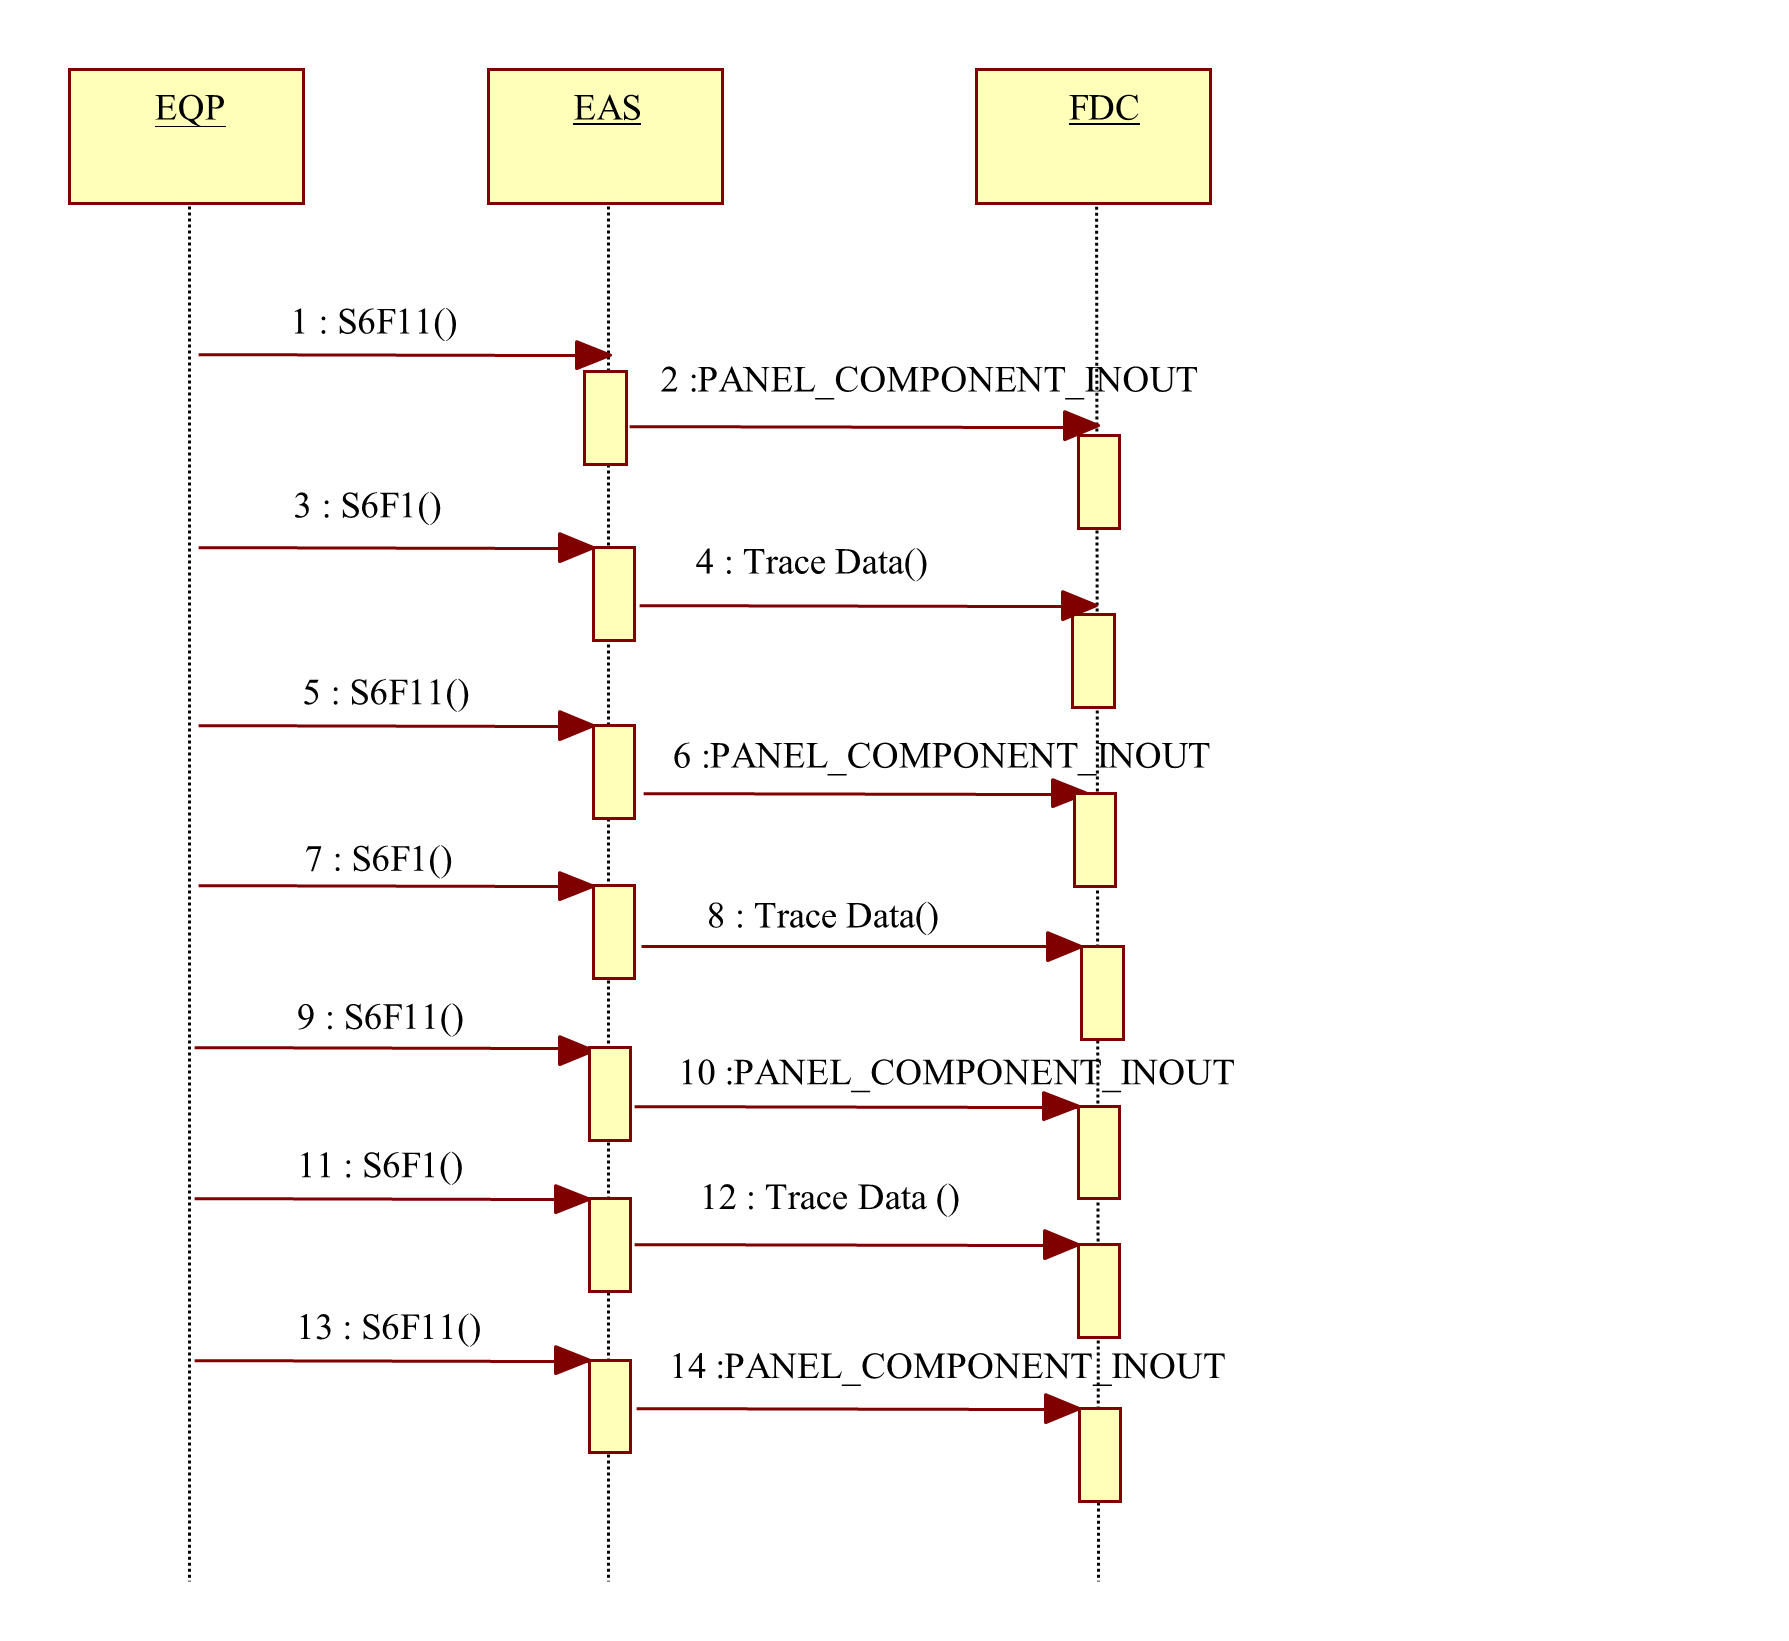 EQP
EAS
FDC
1 : S6F11()
2 :PANEL_COMPONENT_INOUT
3 : S6F1()
4 : Trace Data()
5 : S6F11()
6 :PANEL_COMPONENT_INOUT
7 : S6F1()
8 : Trace Data()
9 : S6F11()
10 :PANEL_COMPONENT_INOUT
11 : S6F1()
12 : Trace Data ()
13 : S6F11()
14 :PANEL_COMPONENT_INOUT